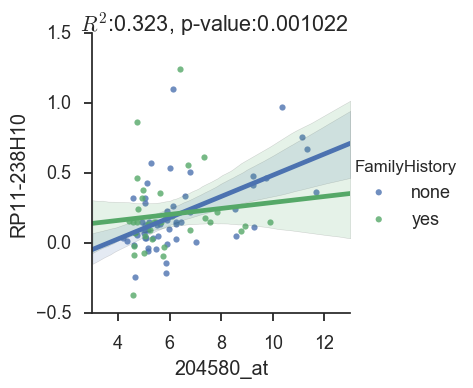 R²:0.323, p-value:0.001022
1.5
1.0
0.5
0.0
−0.5
RP11-238H10
4
6
8
10
12
204580_at
FamilyHistory
none
yes